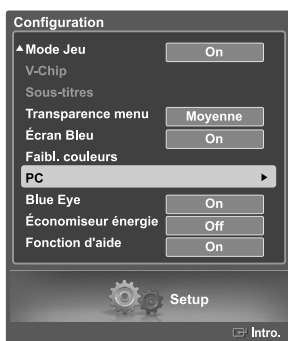 Configuration
Mode Jeu On
V-Chip
Sous-titres
Transparence menu Moyenne
Écran Bleu On
Faibl. couleurs
PC
Blue Eye On
Économiseur énergie Off
Fonction d'aide On
Setup
Intro.